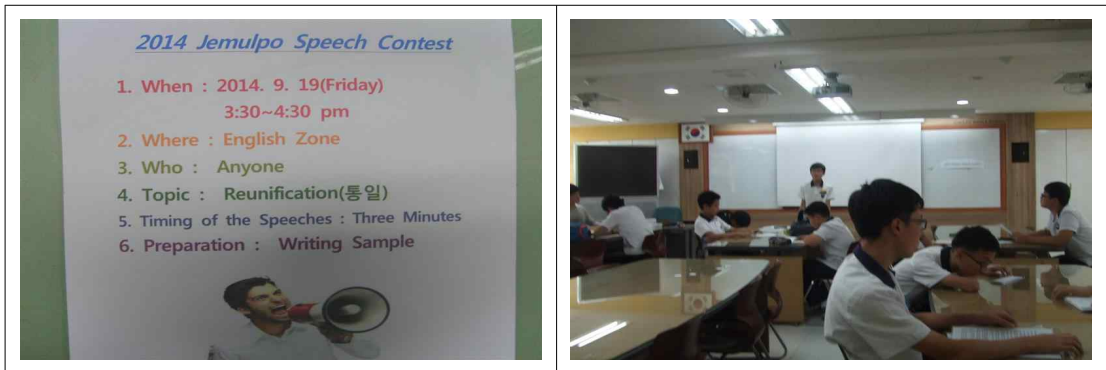 2014 Jemulpo Speech Contest
1. When : 2014. 9. 19(Friday)
3:30~4:30 pm
2. Where : English Zone
3. Who : Anyone
4. Topic : Reunification(통일)
5. Timing of the Speeches : Three Minutes
6. Preparation : Writing Sample